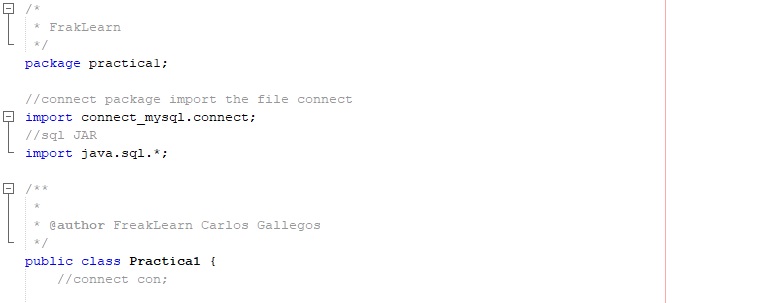 /*
 * FrakLearn
 */
package practica1;

//connect package import the file connect
import connect_mysql.connect;
//sql JAR
import java.sql.*;

/**
 *
 * @author FreakLearn Carlos Gallegos
 */
public class Practica1 {
    //connect con;